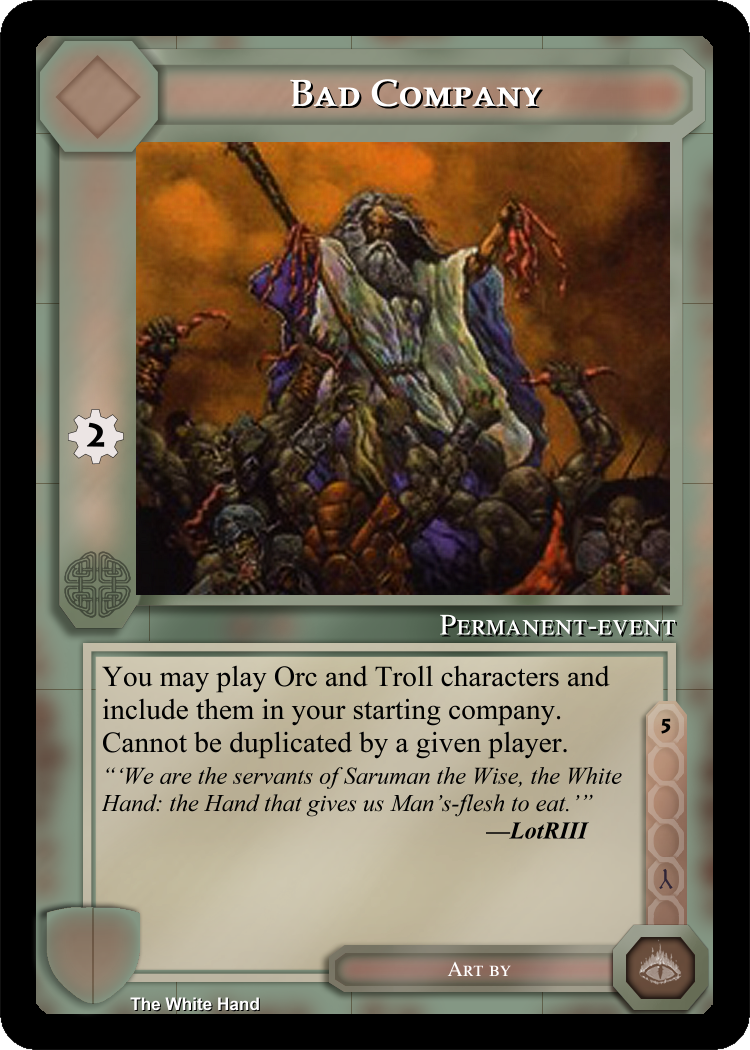 Bad Company
2
Permanent-event
You may play Orc and Troll characters and
include them in your starting company.
Cannot be duplicated by a given player.
“‘We are the servants of Saruman the Wise, the White
Hand: the Hand that gives us Man’s-flesh to eat.’”
—LotRIII
5
Art by
The White Hand